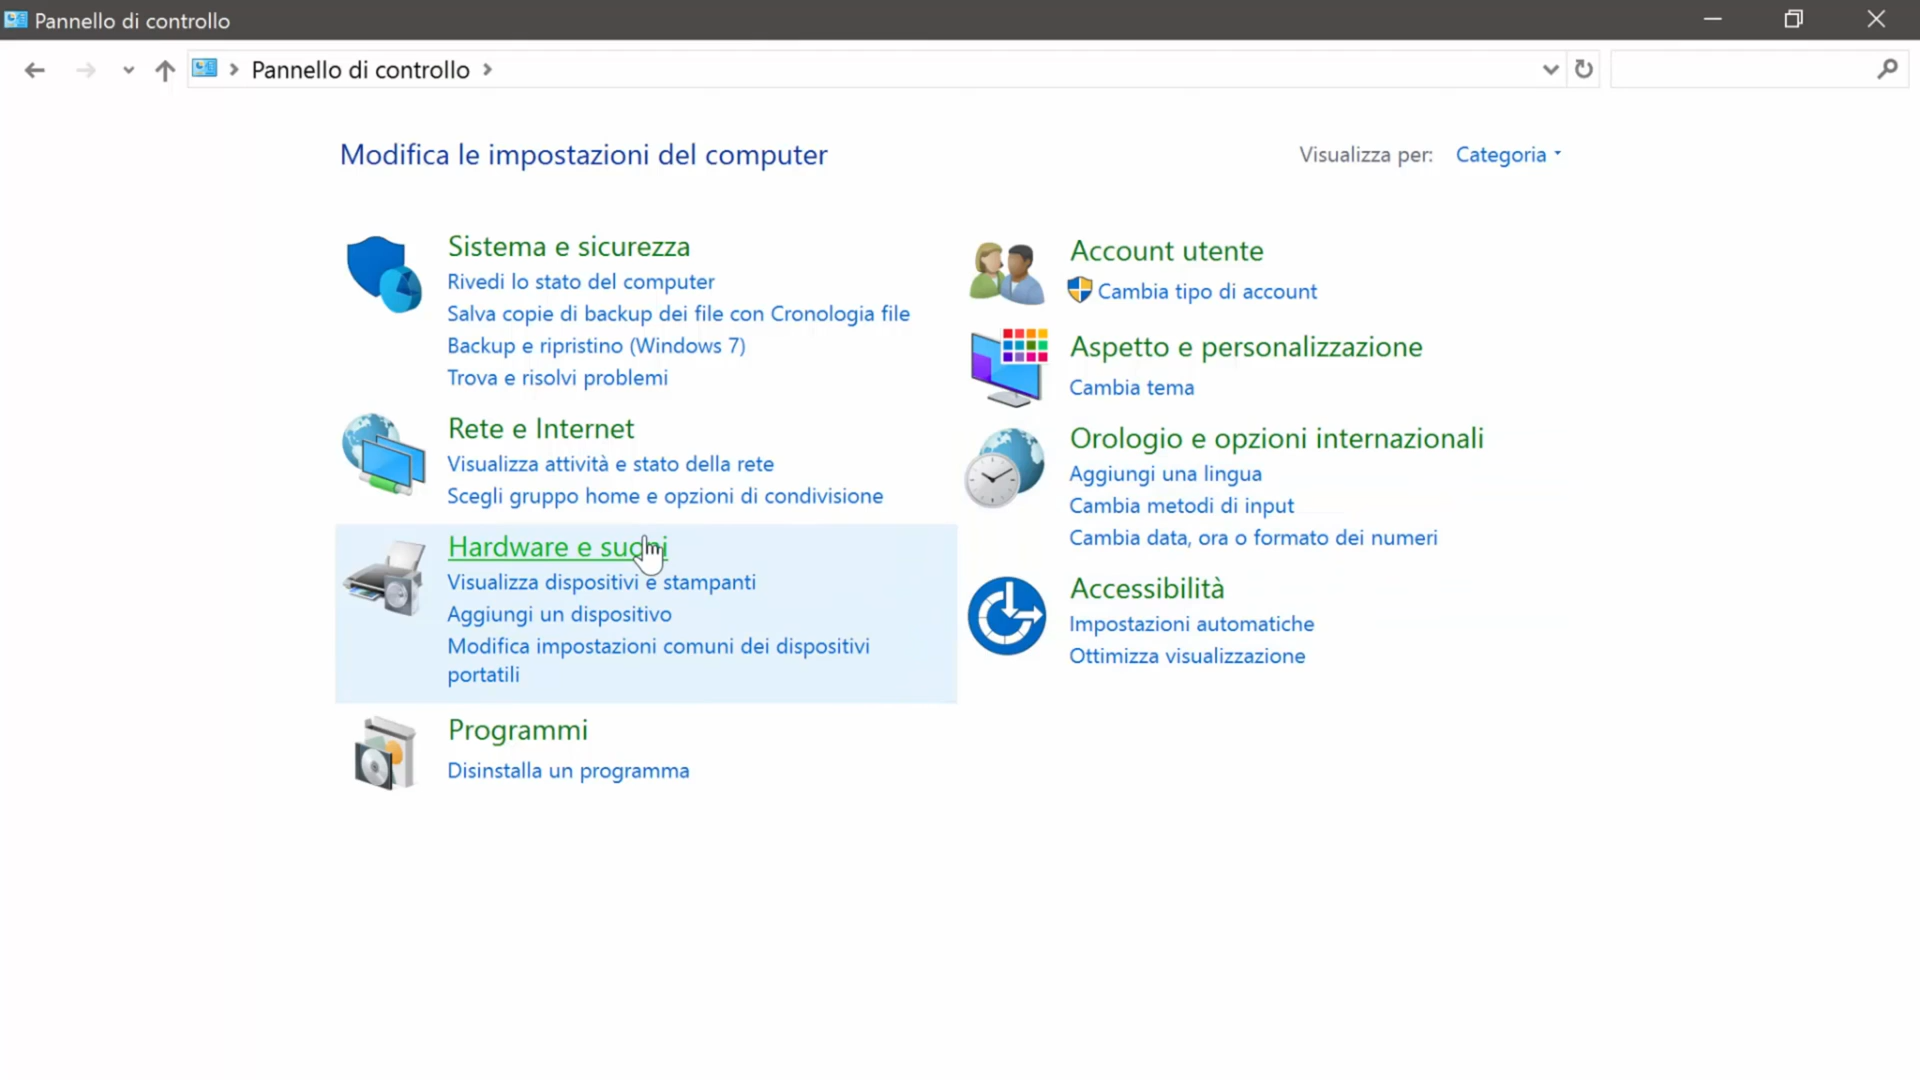 Pannello di controllo
Pannello di controllo
Modifica le impostazioni del computer
Visualizza per: Categoria
Sistema e sicurezza
Rivedi lo stato del computer
Salva copie di backup dei file con Cronologia file
Backup e ripristino (Windows 7)
Trova e risolvi problemi
Rete e Internet
Visualizza attività e stato della rete
Scegli gruppo home e opzioni di condivisione
Hardware e suoni
Visualizza dispositivi e stampanti
Aggiungi un dispositivo
Modifica impostazioni comuni dei dispositivi
portatili
Programmi
Disinstalla un programma
Account utente
Cambia tipo di account
Aspetto e personalizzazione
Cambia tema
Orologio e opzioni internazionali
Aggiungi una lingua
Cambia metodi di input
Cambia data, ora o formato dei numeri
Accessibilità
Impostazioni automatiche
Ottimizza visualizzazione